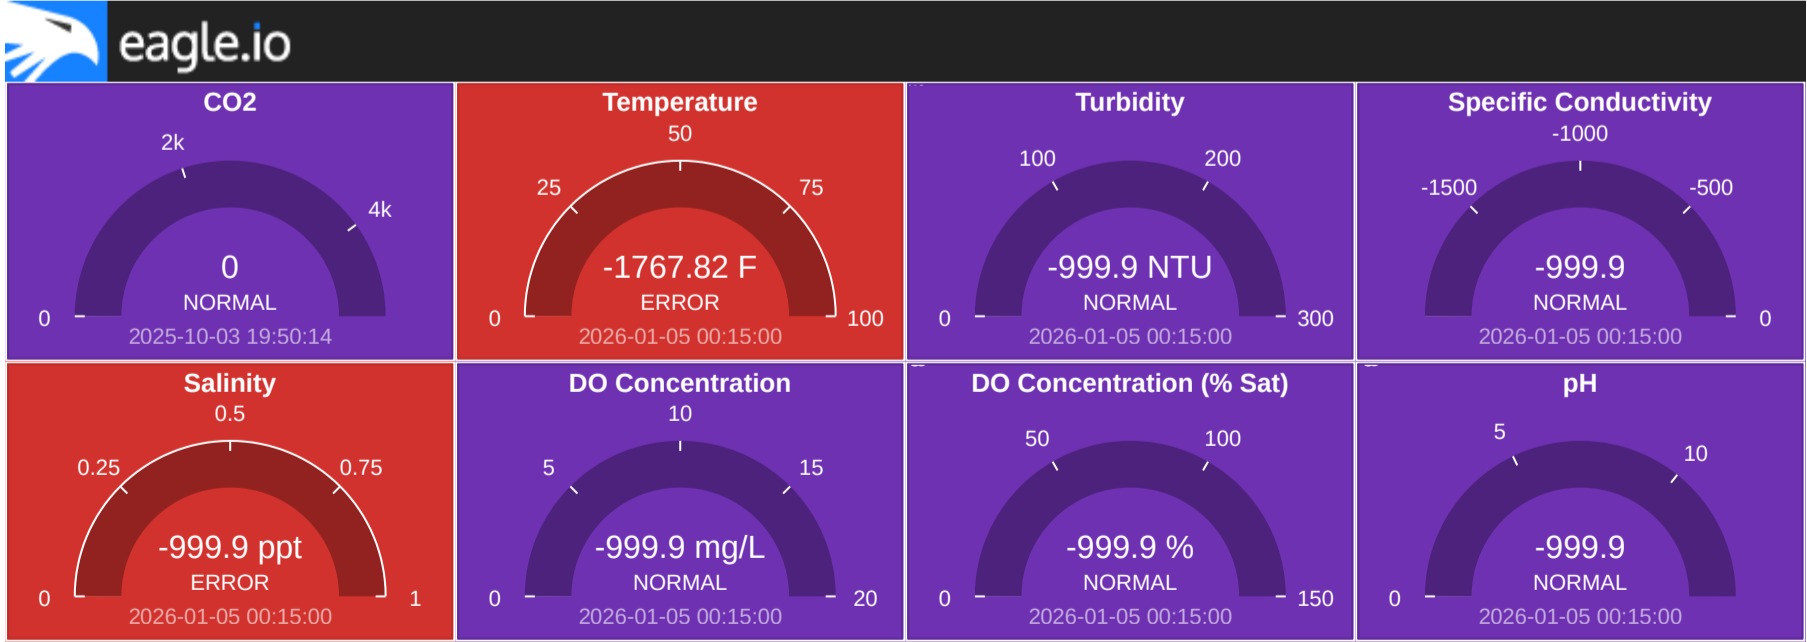 eagle.io
CO2
2k
4k
0
NORMAL
0
2025-10-03 19:50:14
Temperature
50
25
75
-1767.82 F
ERROR
0
100
2026-01-05 00:15:00
Turbidity
100
200
-999.9 NTU
NORMAL
0
300
2026-01-05 00:15:00
Specific Conductivity
-1000
-1500
-500
-999.9
NORMAL
0
2026-01-05 00:15:00
Salinity
0.5
0.25
0.75
-999.9 ppt
ERROR
0
1
2026-01-05 00:15:00
DO Concentration
10
5
15
-999.9 mg/L
NORMAL
0
20
2026-01-05 00:15:00
DO Concentration (% Sat)
50
100
-999.9 %
NORMAL
0
150
2026-01-05 00:15:00
pH
5
10
-999.9
NORMAL
0
2026-01-05 00:15:00